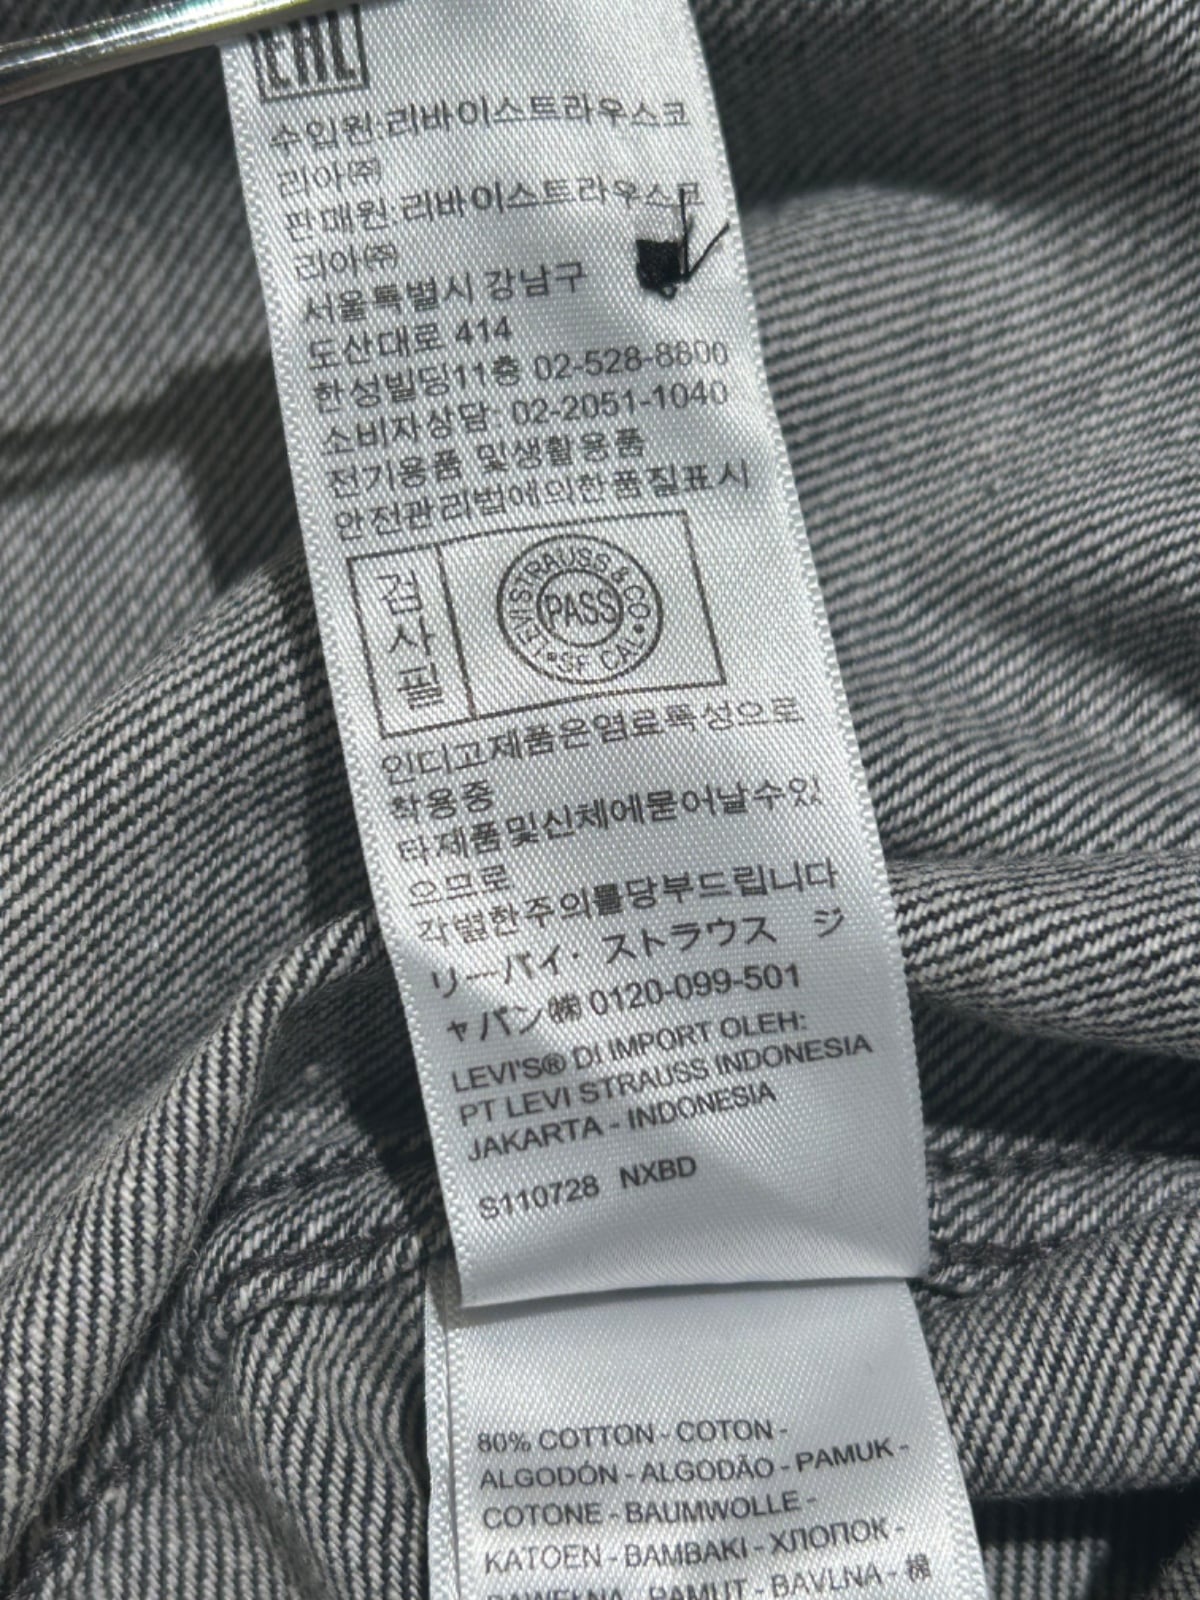 EAC
수입원:리바이스트라우스코
리아㈜
판매원:리바이스트라우스코
리아㈜
서울특별시 강남구
도산대로 414
한성빌딩11층 02-528-8800
소비자상담: 02-2051-1040
전기용품 및생활용품
안전관리법에의한품질표시
검
사
필
LEVI STRAUSS & CO
PASS
SF CAL
인디고제품은염료특성으로
착용중
타제품및신체에묻어날수있
으므로
각별한주의를당부드립니다
リーバイ・ストラウス ジ
ャパン㈱ 0120-099-501
LEVI'S® DI IMPORT OLEH:
PT LEVI STRAUSS INDONESIA
JAKARTA - INDONESIA
S110728 NXBD
80% COTTON - COTON -
ALGODÓN - ALGODÃO - PAMUK -
COTONE - BAUMWOLLE -
KATOEN - BAMBAKI - ХЛОПОК -
BAWEŁNA - PAMUT - BAVLNA - 棉